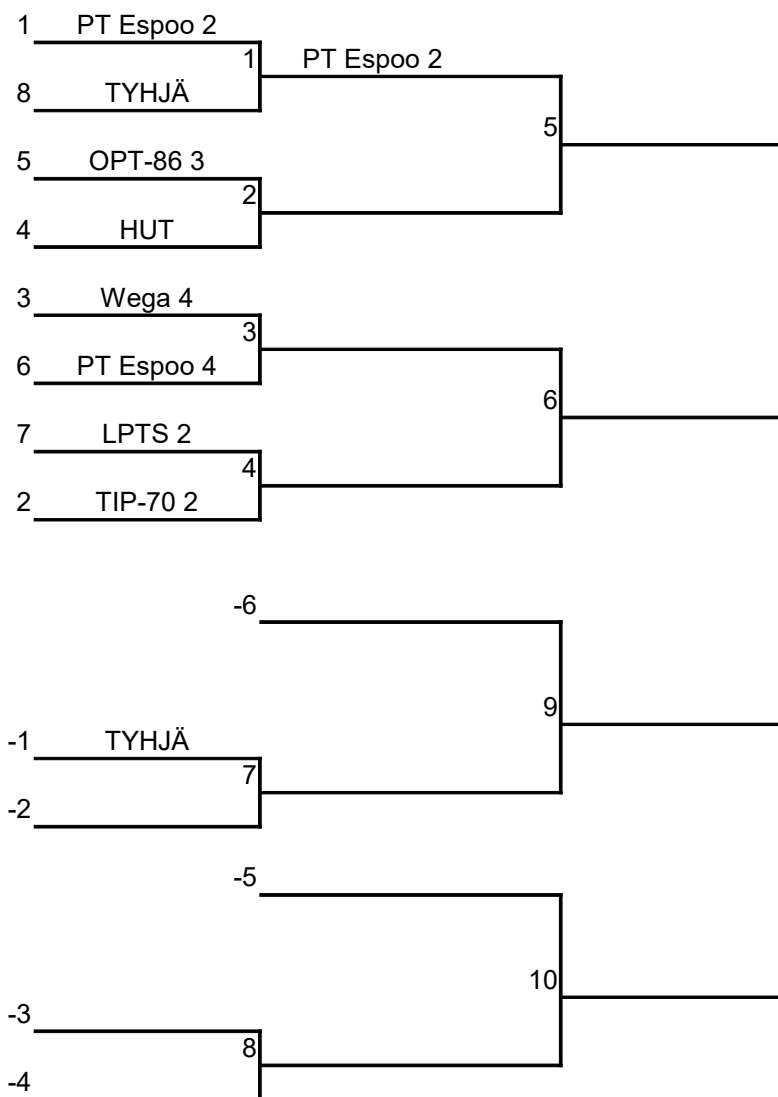 1 PT Espoo 2
1 PT Espoo 2
8 TYHJÄ
5
5 OPT-86 3
2
4 HUT
3 Wega 4
3
6 PT Espoo 4
6
7 LPTS 2
4
2 TIP-70 2
-6
9
-1 TYHJÄ
7
-2
-5
10
-3
8
-4